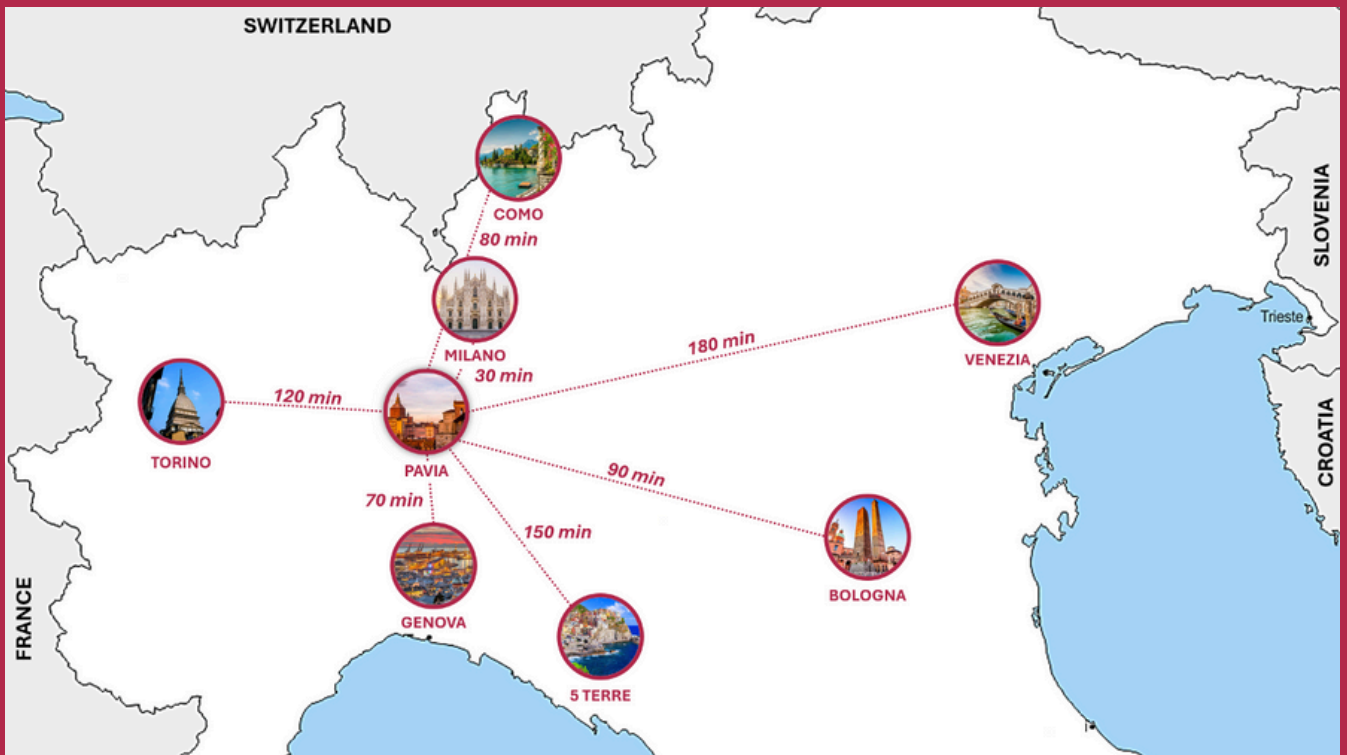 SWITZERLAND
COMO
80 min
MILANO
30 min
SLOVENIA
Trieste
VENEZIA
180 min
120 min
TORINO
PAVIA
CROATIA
90 min
70 min
150 min
BOLOGNA
GENOVA
FRANCE
5 TERRE